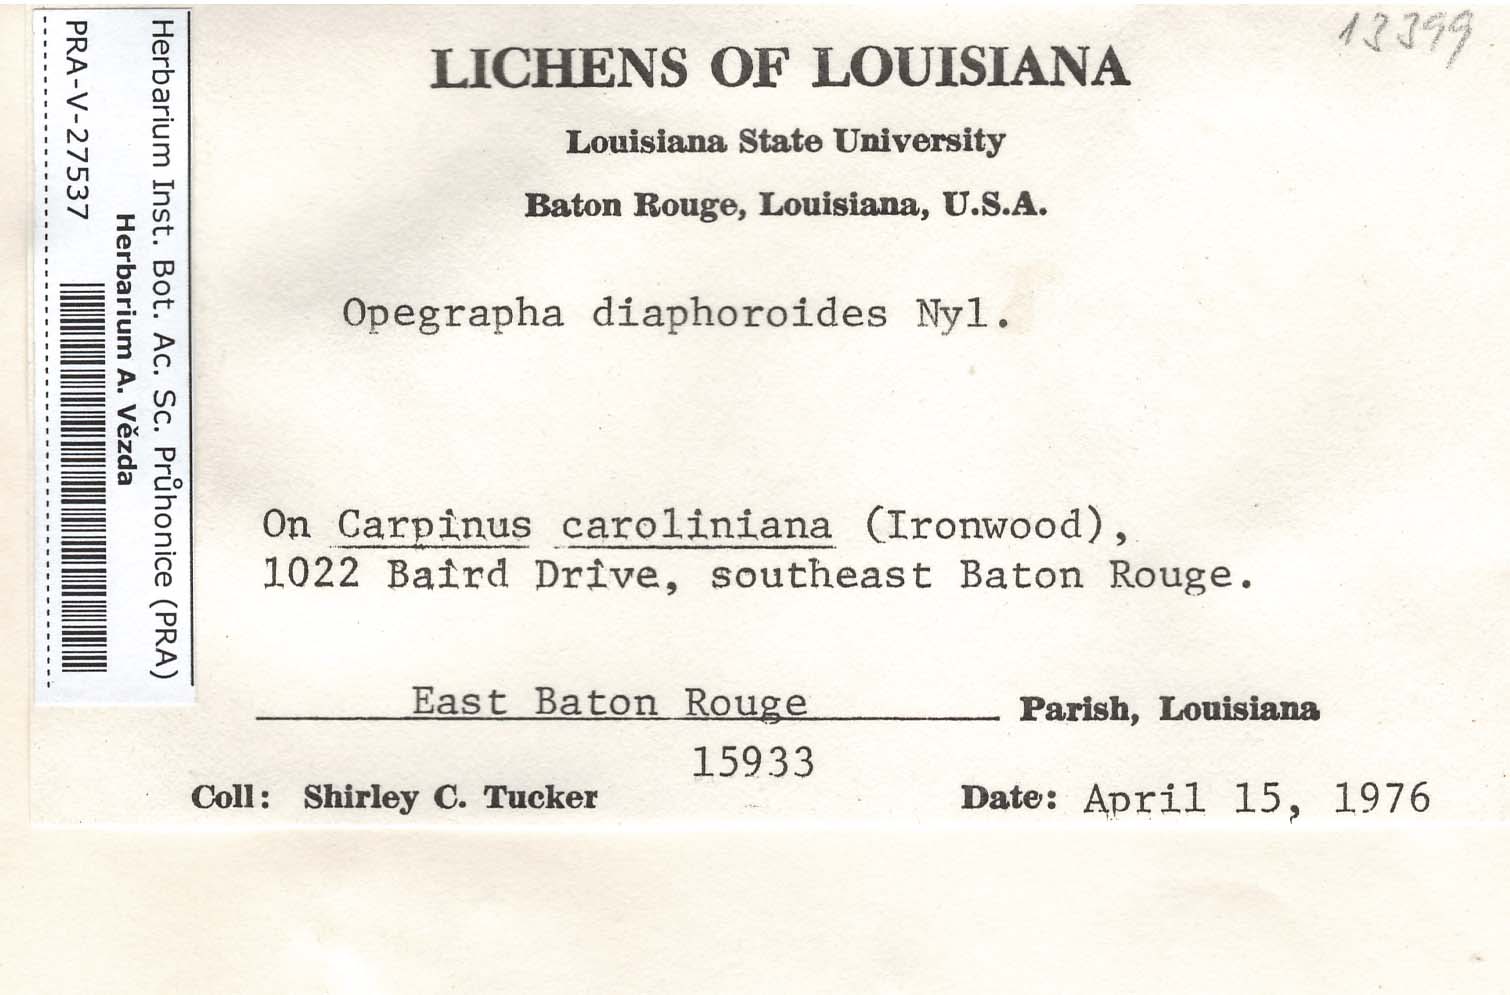 13399
LICHENS OF LOUISIANA
Louisiana State University
Baton Rouge, Louisiana, U.S.A.
Opegrapha diaphoroides Nyl.
On Carpinus caroliniana (Ironwood),
1022 Baird Drive, southeast Baton Rouge.
East Baton Rouge Parish, Louisiana
15933
Coll: Shirley C. Tucker Date: April 15, 1976
Herbarium Inst. Bot. Ac. Sc. Průhonice (PRA)
Herbarium A. Vězda
PRA-V-27537